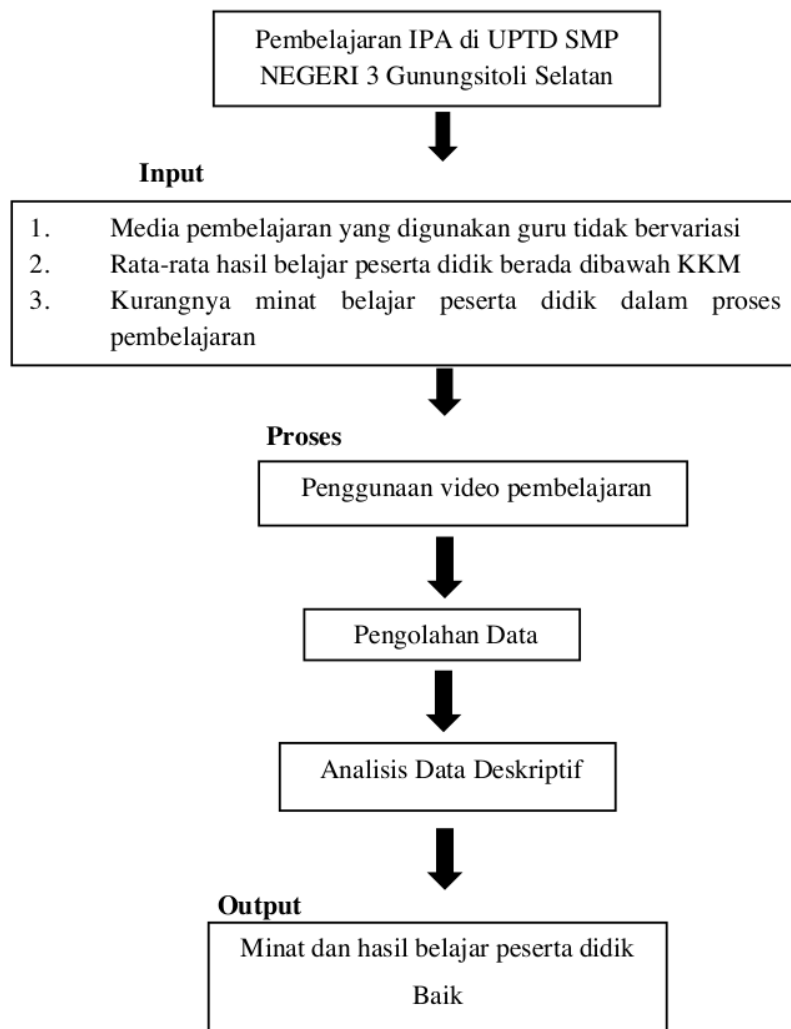 Pembelajaran IPA di UPTD SMP
NEGERI 3 Gunungsitoli Selatan
Input
1. Media pembelajaran yang digunakan guru tidak bervariasi
2. Rata-rata hasil belajar peserta didik berada dibawah KKM
3. Kurangnya minat belajar peserta didik dalam proses
pembelajaran
Proses
Penggunaan video pembelajaran
Pengolahan Data
Analisis Data Deskriptif
Output
Minat dan hasil belajar peserta didik
Baik